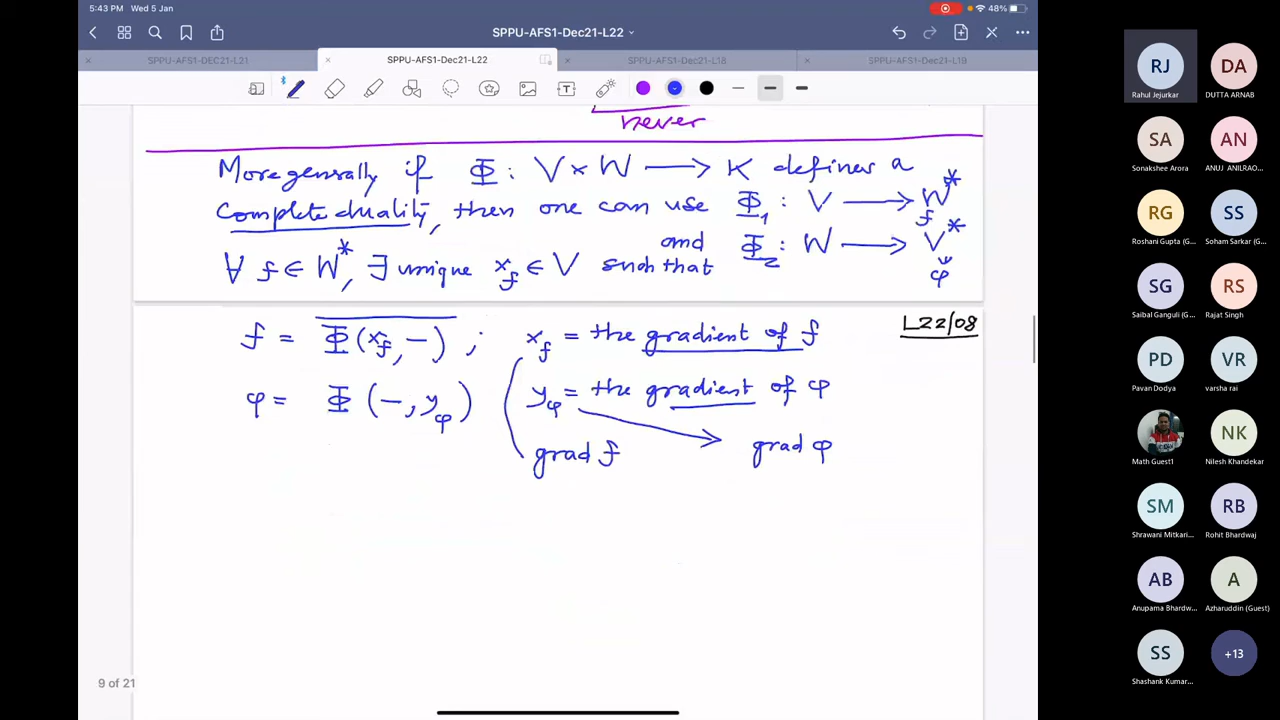 5:43 PM Wed 5 Jan
48%
SPPU-AFS1-Dec21-L22
SPPU-AFS1-DEC21-L21
SPPU-AFS1-Dec21-L22
SPPU-AFS1-Dec21-L18
SPPU-AFS1-Dec21-L19
never
More generally if Φ : V × W ⟶ K defines a
Complete duality, then one can use Φ₁ : V ⟶ W*
f
and Φ₂ : W ⟶ V*
φ
∀ f ∈ W*, ∃ unique x_f ∈ V such that
L22/08
f = Φ(x_f, −) ; x_f = the gradient of f
φ = Φ(−, y_φ) y_φ = the gradient of φ
grad f grad φ
9 of 21
RJ
Rahul Jejurkar
DA
DUTTA ARNAB
SA
Sonakshee Arora
AN
ANUJ ANILRAO...
RG
Roshani Gupta (G...
SS
Soham Sarkar (G...
SG
Saibal Ganguli (G...
RS
Rajat Singh
PD
Pavan Dodya
VR
varsha rai
Math Guest1
NK
Nilesh Khandekar
SM
Shrawani Mitkari...
RB
Rohit Bhardwaj
AB
Anupama Bhardw...
A
Azharuddin (Guest)
SS
Shashank Kumar...
+13